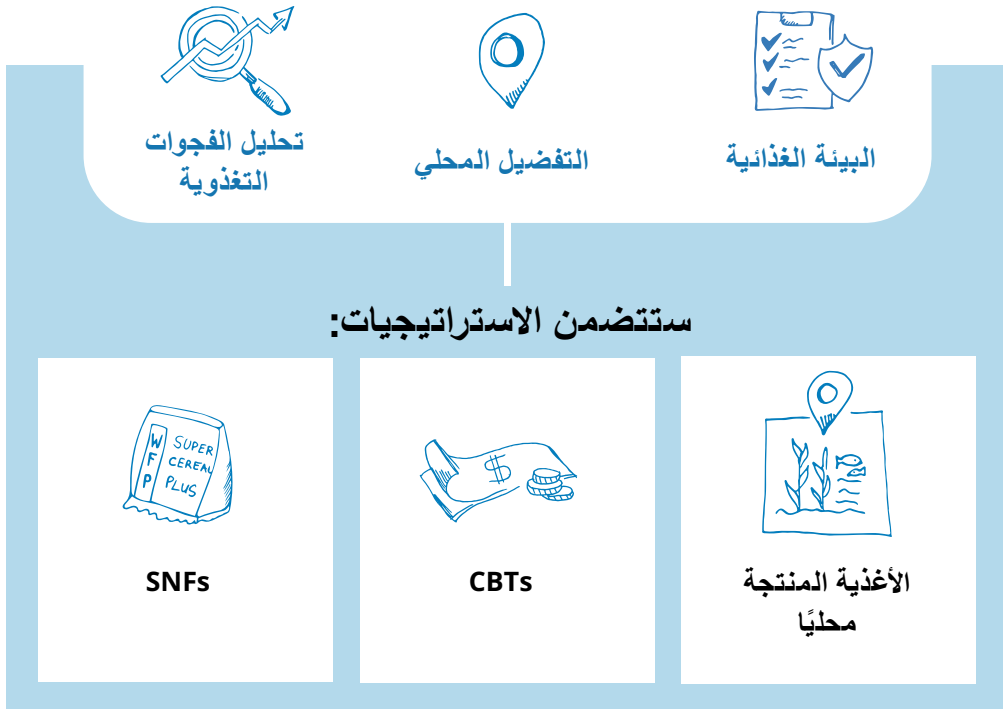 البيئة الغذائية
التفضيل المحلي
تحليل الفجوات
التغذوية
ستتضمن الاستراتيجيات:
الأغذية المنتجة
محليًا
CBTs
WFP
SUPER
CEREAL
PLUS
SNFs